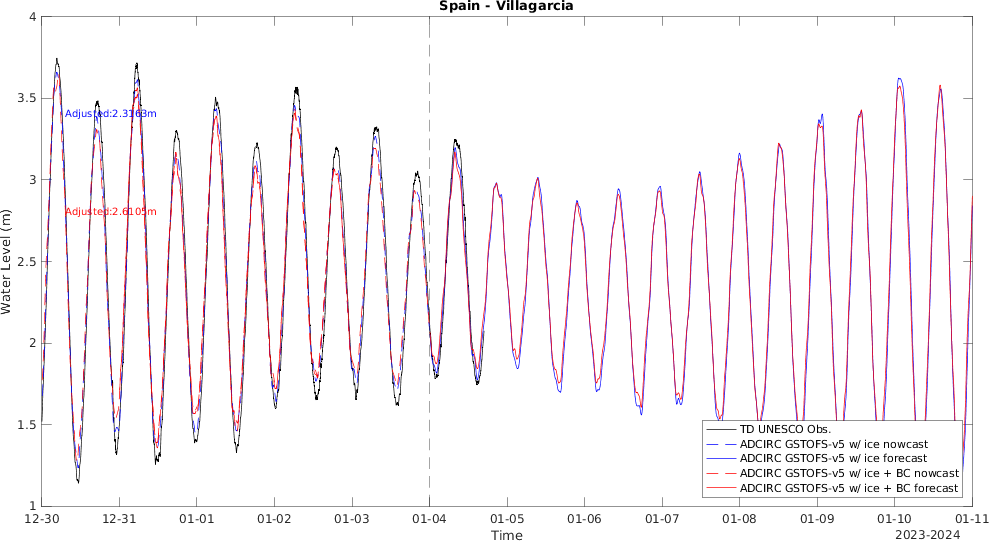 Spain - Villagarcia
4
3.5
3
2.5
2
1.5
1
Water Level (m)
Adjusted:2.3163m
Adjusted:2.6105m
TD UNESCO Obs.
ADCIRC GSTOFS-v5 w/ ice nowcast
ADCIRC GSTOFS-v5 w/ ice forecast
ADCIRC GSTOFS-v5 w/ ice + BC nowcast
ADCIRC GSTOFS-v5 w/ ice + BC forecast
12-30 12-31 01-01 01-02 01-03 01-04 01-05 01-06 01-07 01-08 01-09 01-10 01-11
Time
2023-2024